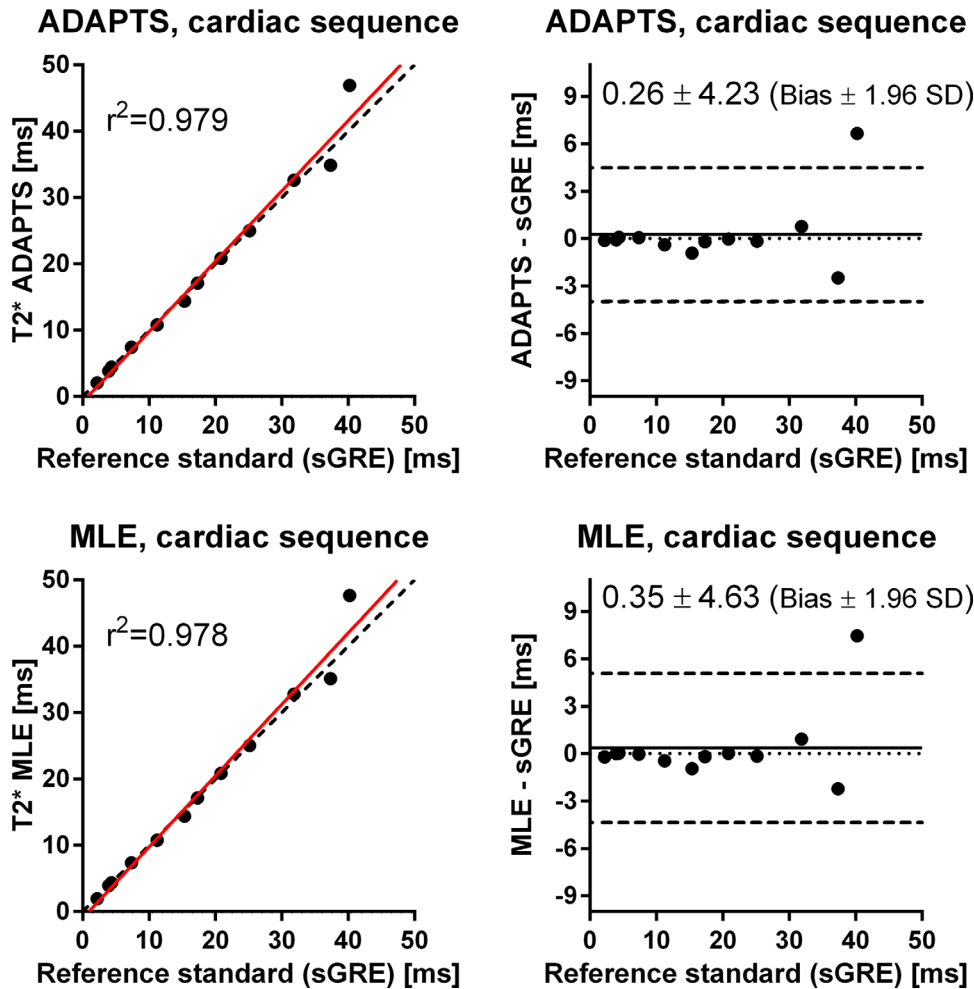 ADAPTS, cardiac sequence
r²=0.979
T2* ADAPTS [ms]
50
40
30
20
10
0
0 10 20 30 40 50
Reference standard (sGRE) [ms]
ADAPTS, cardiac sequence
0.26 ± 4.23 (Bias ± 1.96 SD)
ADAPTS - sGRE [ms]
9
6
3
0
-3
-6
-9
0 10 20 30 40 50
Reference standard (sGRE) [ms]
MLE, cardiac sequence
r²=0.978
T2* MLE [ms]
50
40
30
20
10
0
0 10 20 30 40 50
Reference standard (sGRE) [ms]
MLE, cardiac sequence
0.35 ± 4.63 (Bias ± 1.96 SD)
MLE - sGRE [ms]
9
6
3
0
-3
-6
-9
0 10 20 30 40 50
Reference standard (sGRE) [ms]